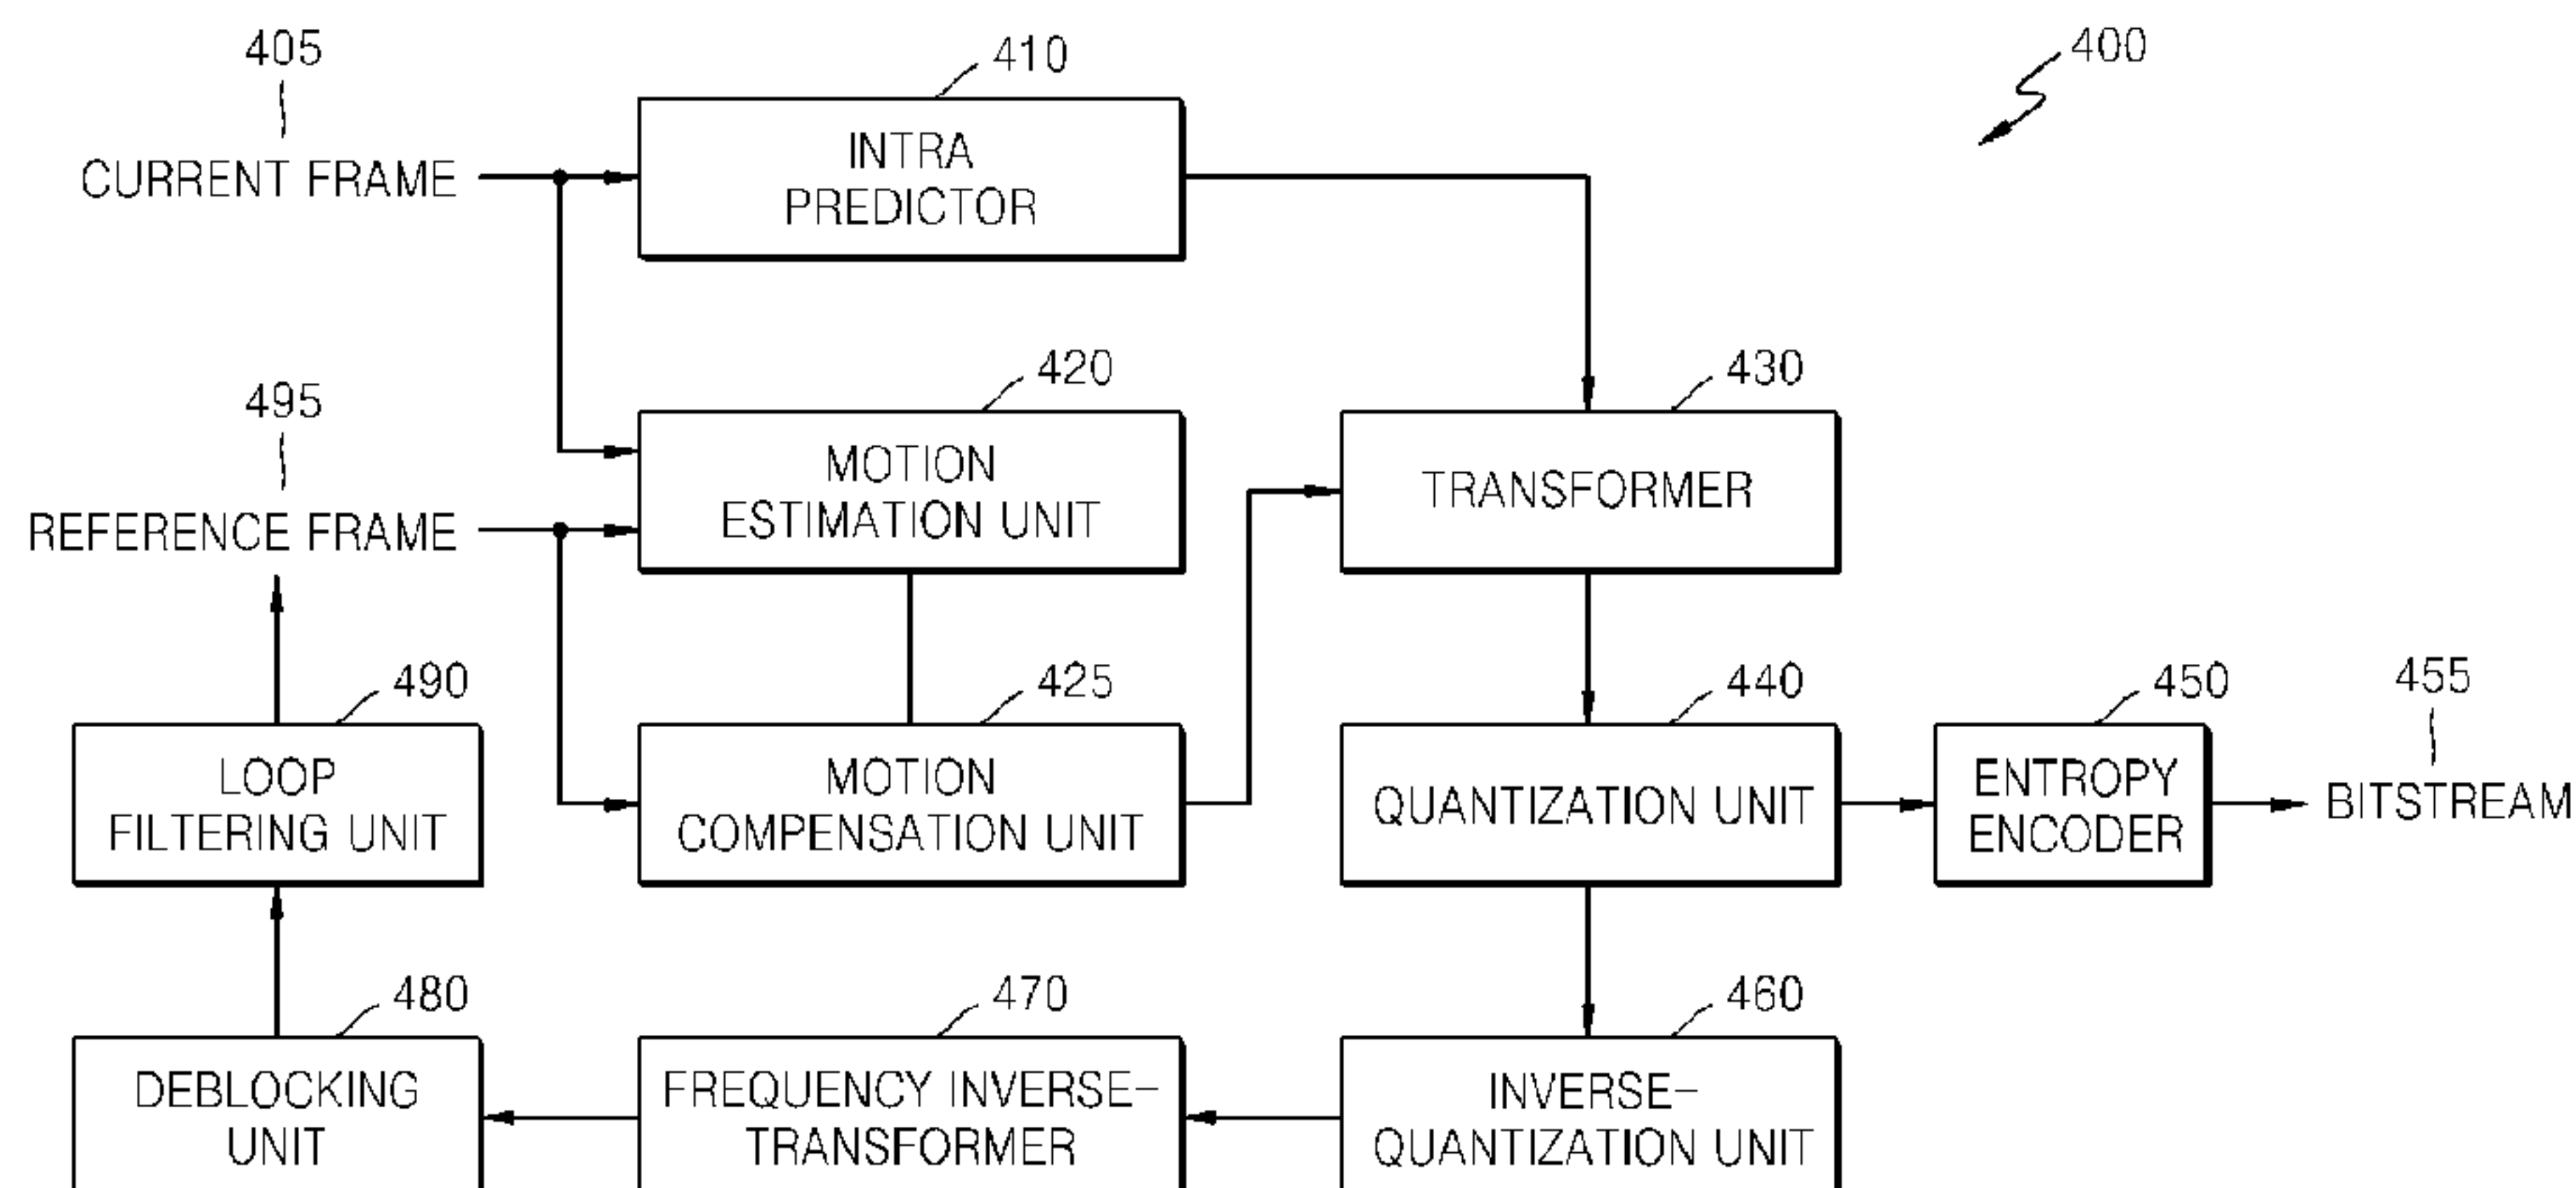 405
410
400
CURRENT FRAME
INTRA
PREDICTOR
495
420
430
REFERENCE FRAME
MOTION
ESTIMATION UNIT
TRANSFORMER
490
425
440
450
455
LOOP
FILTERING UNIT
MOTION
COMPENSATION UNIT
QUANTIZATION UNIT
ENTROPY
ENCODER
BITSTREAM
480
470
460
DEBLOCKING
UNIT
FREQUENCY INVERSE-
TRANSFORMER
INVERSE-
QUANTIZATION UNIT